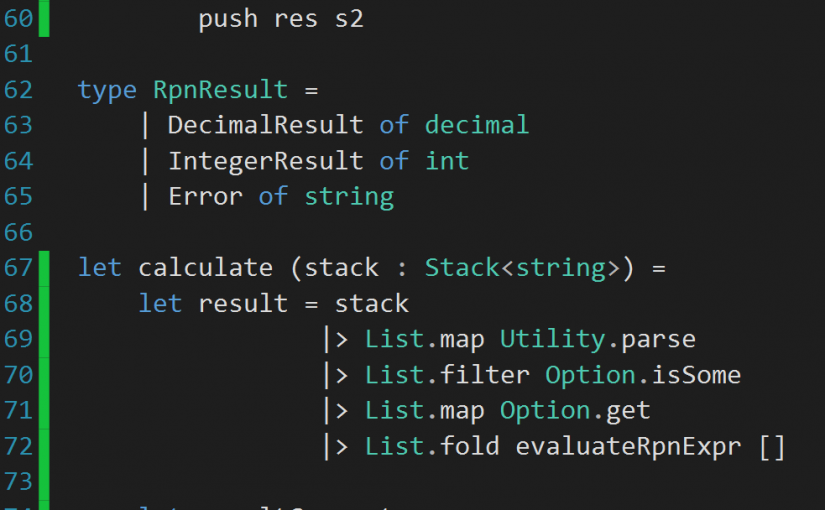 60 push res s2
61
62 type RpnResult =
63 | DecimalResult of decimal
64 | IntegerResult of int
65 | Error of string
66
67 let calculate (stack : Stack<string>) =
68 let result = stack
69 |> List.map Utility.parse
70 |> List.filter Option.isSome
71 |> List.map Option.get
72 |> List.fold evaluateRpnExpr []
73